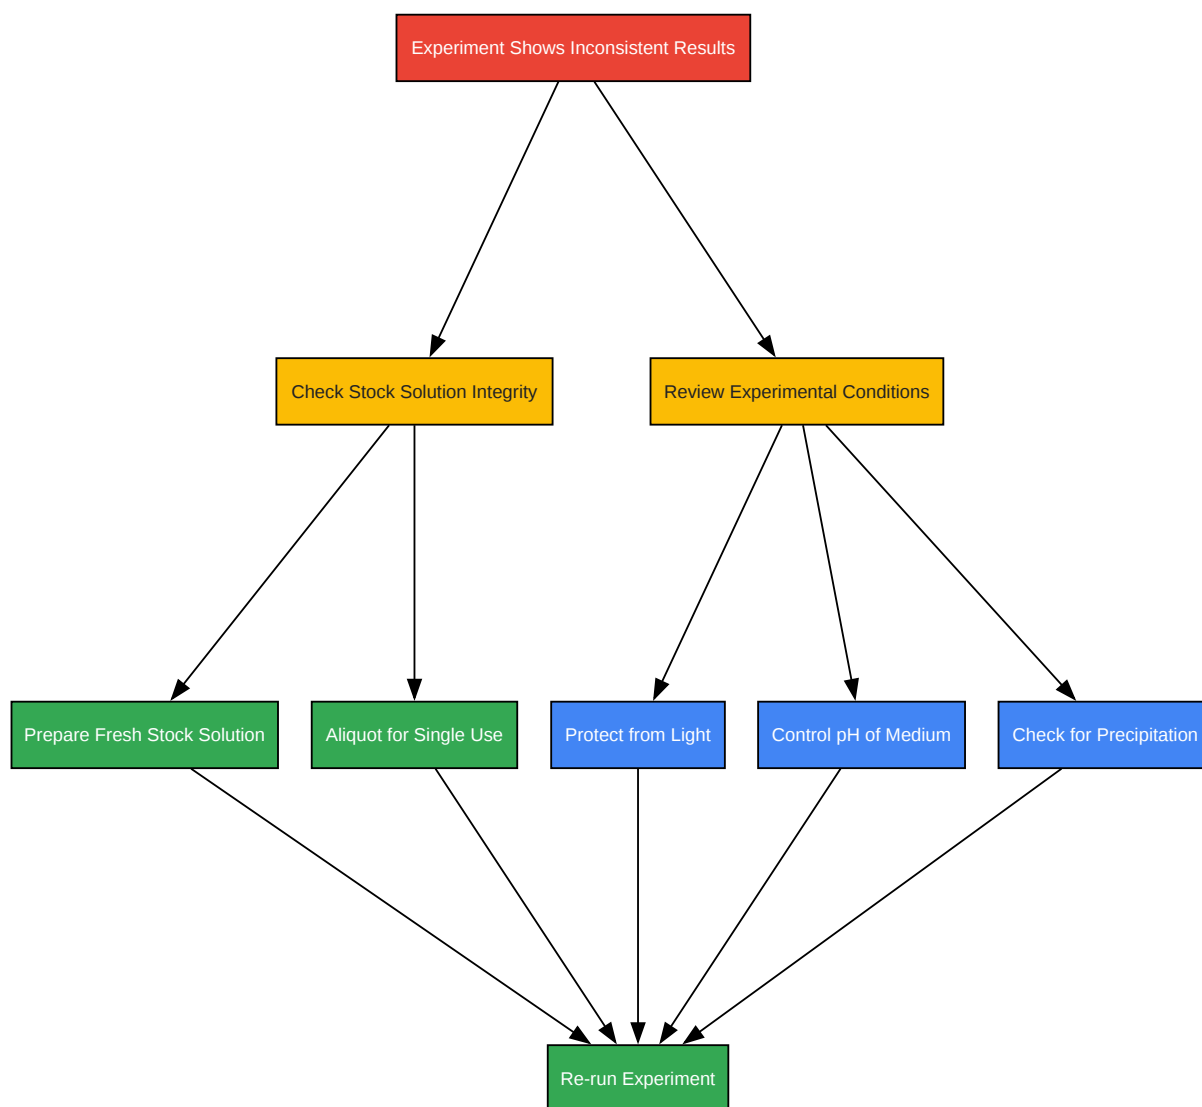 Experiment Shows Inconsistent Results
Check Stock Solution Integrity
Review Experimental Conditions
Prepare Fresh Stock Solution
Aliquot for Single Use
Protect from Light
Control pH of Medium
Check for Precipitation
Re-run Experiment